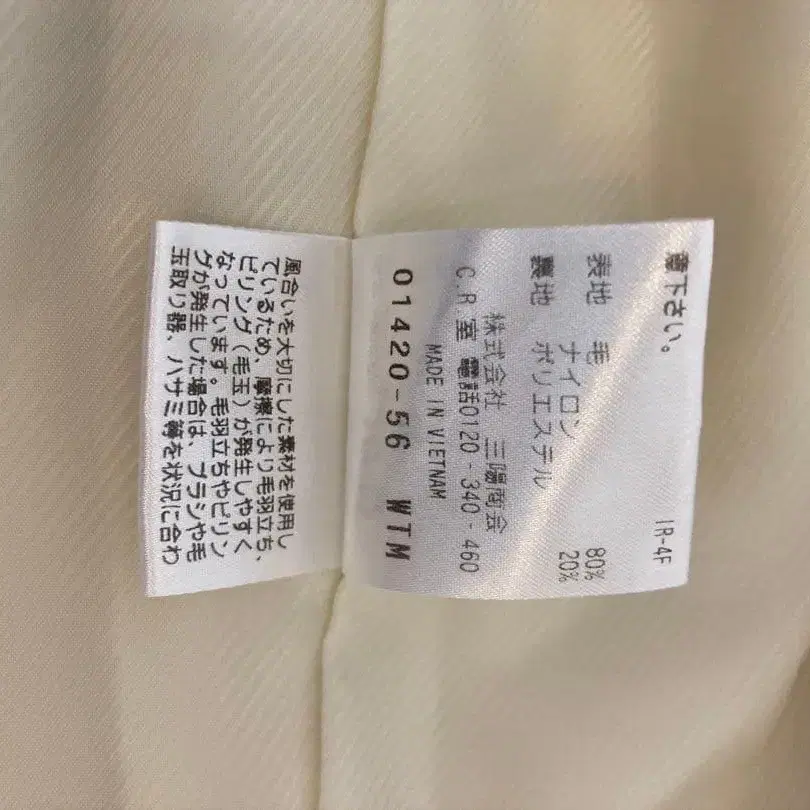 着下さい。
IR-4F
表地 毛 80%
ナイロン 20%
裏地 ポリエステル
株式会社 三陽商会
C.R.室 電話0120-340-460
MADE IN VIETNAM
01420-56 WTM
風合いを大切にした素材を使用し
ているため、摩擦により毛羽立ち、
ピリング(毛玉)が発生しやすく
なっています。毛羽立ちやピリン
グが発生した場合は、ブラシや毛
玉取り器、ハサミ等を状況に合わ